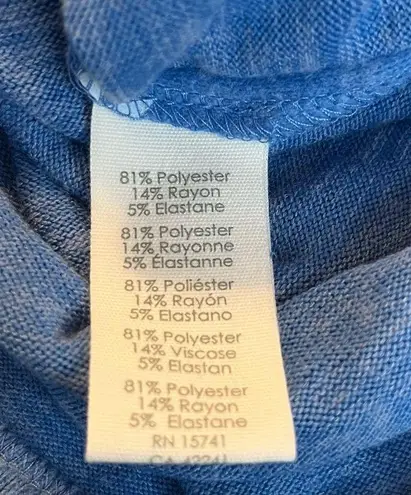 81% Polyester
14% Rayon
5% Elastane
81% Polyester
14% Rayonne
5% Élastanne
81% Poliéster
14% Rayón
5% Elastano
81% Polyester
14% Viscose
5% Elastan
81% Polyester
14% Rayon
5% Elastane
RN 15741
CA